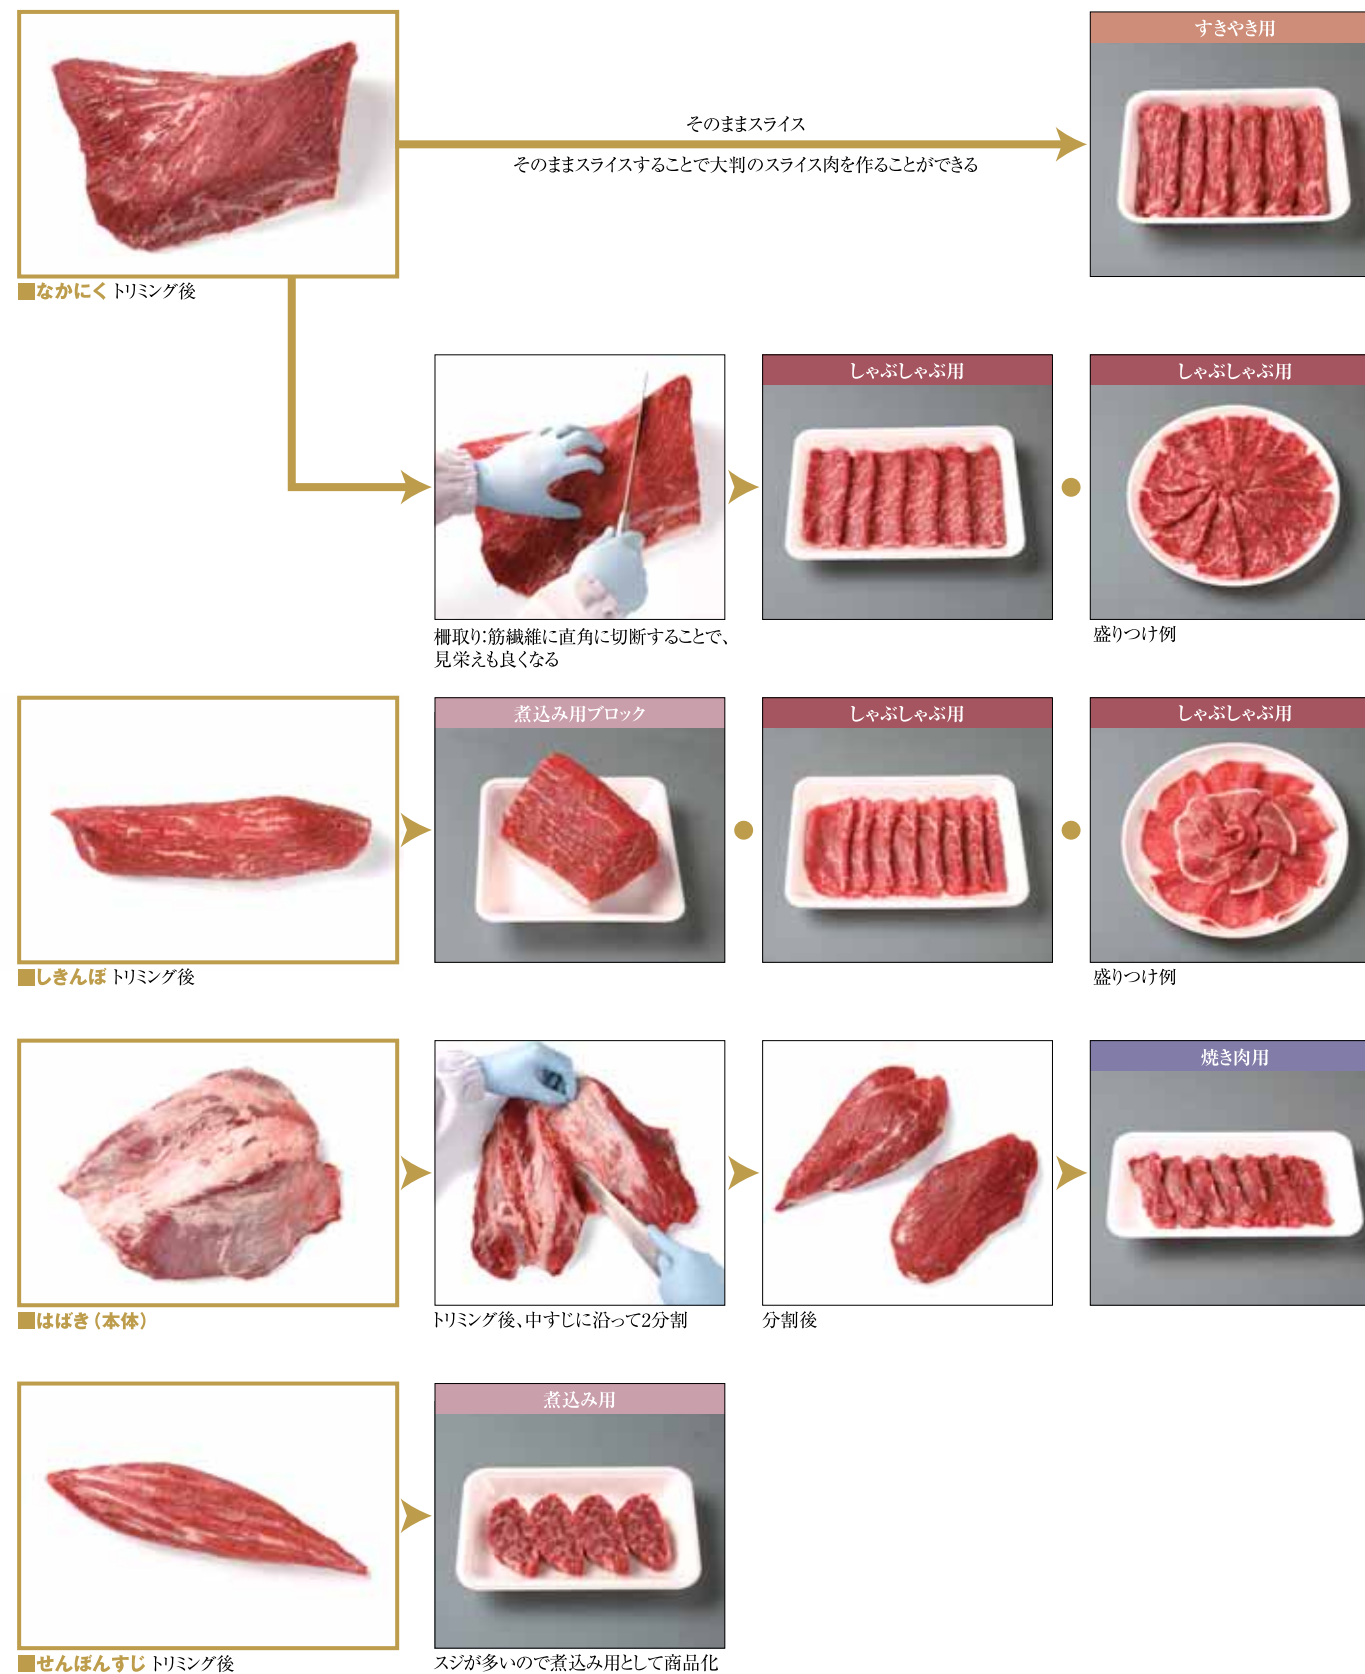 すきやき用
そのままスライス
そのままスライスすることで大判のスライス肉を作ることができる
■なかにく トリミング後
しゃぶしゃぶ用
しゃぶしゃぶ用
柵取り:筋繊維に直角に切断することで、
見栄えも良くなる
盛りつけ例
煮込み用ブロック
しゃぶしゃぶ用
しゃぶしゃぶ用
■しきんぼ トリミング後
盛りつけ例
焼き肉用
■はばき（本体）
トリミング後、中すじに沿って2分割
分割後
煮込み用
■せんぼんすじ トリミング後
スジが多いので煮込み用として商品化